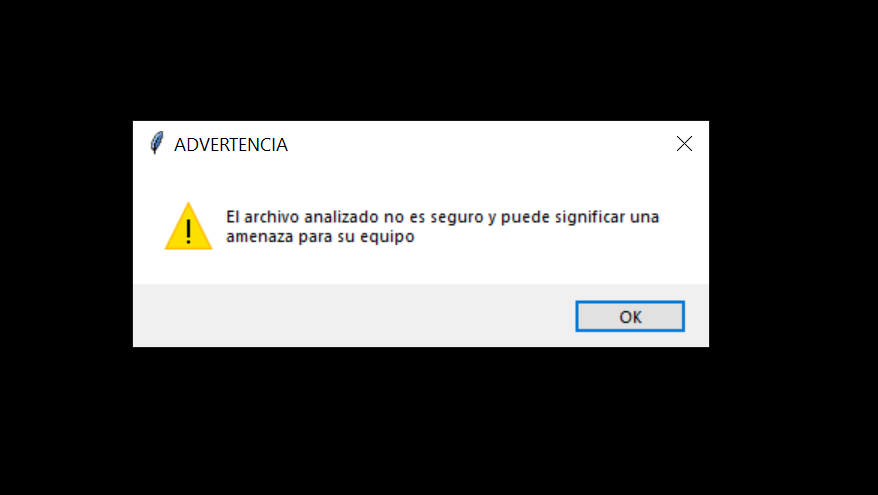 ADVERTENCIA
El archivo analizado no es seguro y puede significar una
amenaza para su equipo
OK